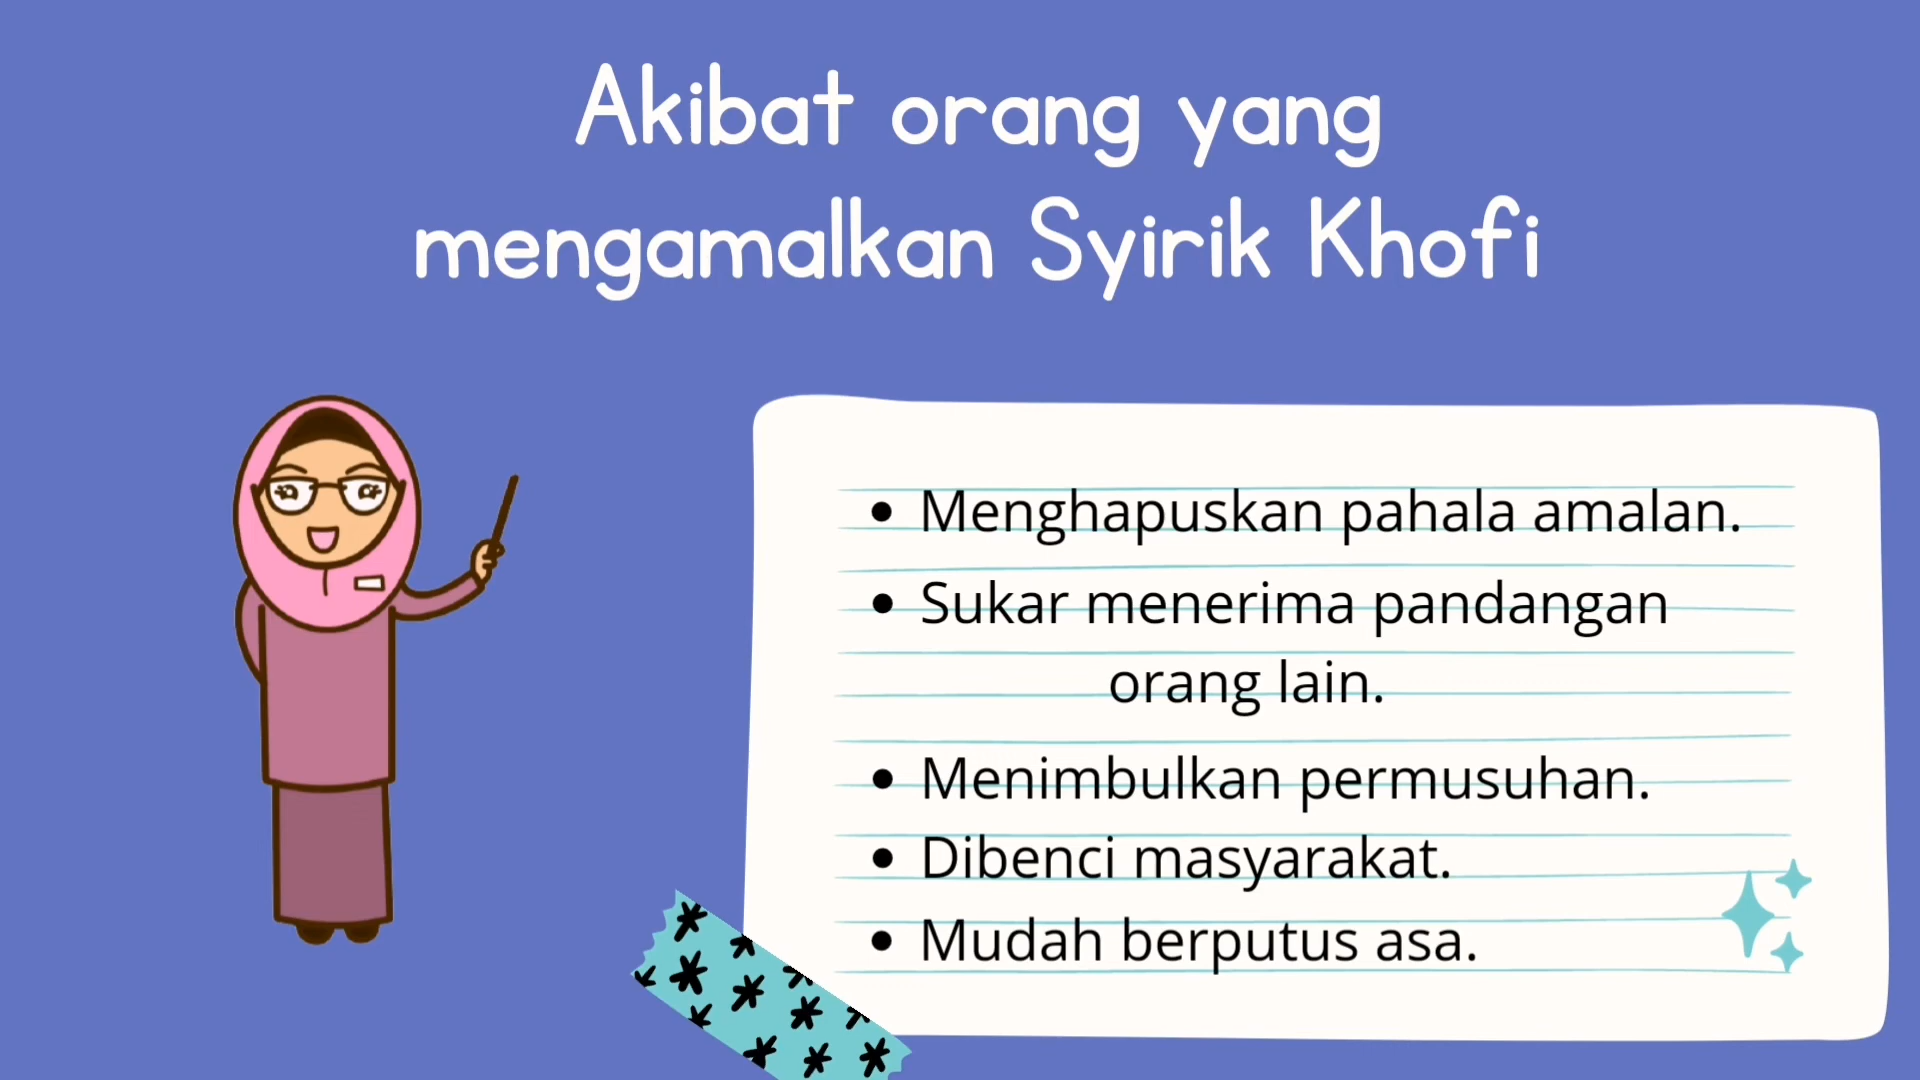 Akibat orang yang
mengamalkan Syirik Khofi
• Menghapuskan pahala amalan.
• Sukar menerima pandangan
orang lain.
• Menimbulkan permusuhan.
• Dibenci masyarakat.
• Mudah berputus asa.